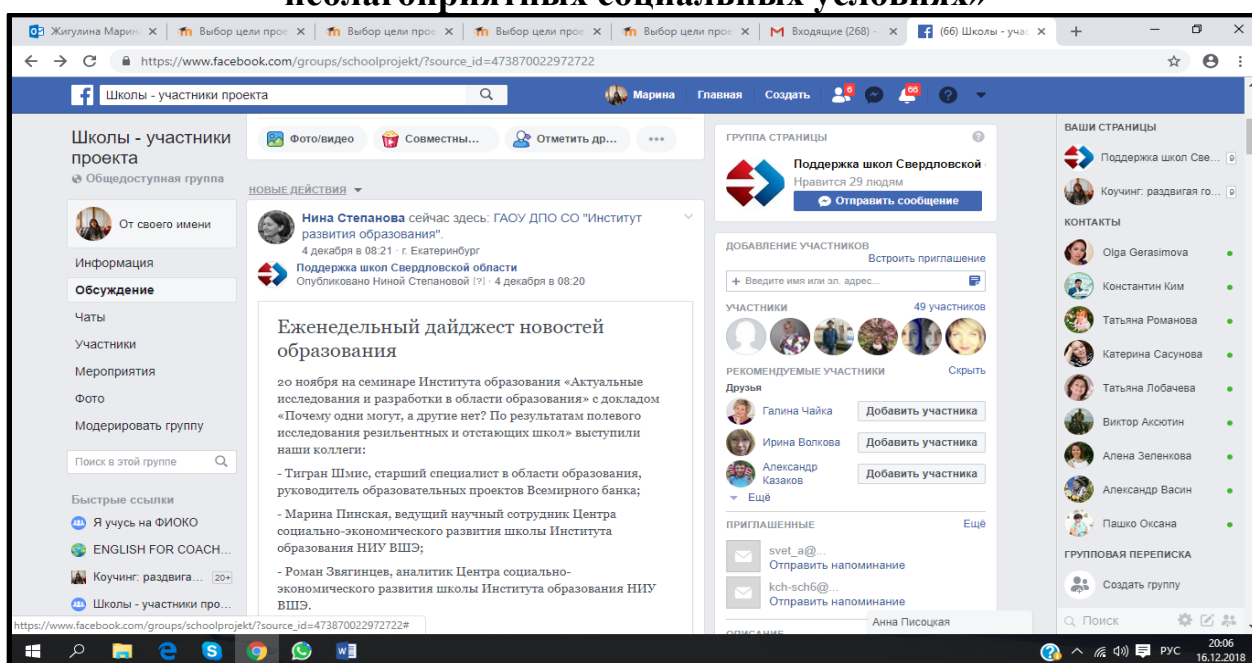 неблагоприятных социальных условиях»
Жигулина Марин
Выбор цели прое
Выбор цели прое
Выбор цели прое
Выбор цели прое
Входящие (268) -
(66) Школы - учас
https://www.facebook.com/groups/schoolprojekt/?source_id=473870022972722
Школы - участники проекта
Марина
Главная
Создать
6
66
Школы - участники
проекта
Общедоступная группа
От своего имени
Информация
Обсуждение
Чаты
Участники
Мероприятия
Фото
Модерировать группу
Поиск в этой группе
Быстрые ссылки
Я учусь на ФИОКО
ENGLISH FOR COACH...
Коучинг: раздвига... 20+
Школы - участники про...
https://www.facebook.com/groups/schoolprojekt/?source_id=473870022972722#
Фото/видео
Совместны...
Отметить др...
НОВЫЕ ДЕЙСТВИЯ
Нина Степанова сейчас здесь: ГАОУ ДПО СО "Институт
развития образования".
4 декабря в 08:21 · г. Екатеринбург
Поддержка школ Свердловской области
Опубликовано Ниной Степановой [?] · 4 декабря в 08:20
Еженедельный дайджест новостей
образования
20 ноября на семинаре Института образования «Актуальные
исследования и разработки в области образования» с докладом
«Почему одни могут, а другие нет? По результатам полевого
исследования резильентных и отстающих школ» выступили
наши коллеги:
- Тигран Шмис, старший специалист в области образования,
руководитель образовательных проектов Всемирного банка;
- Марина Пинская, ведущий научный сотрудник Центра
социально-экономического развития школы Института
образования НИУ ВШЭ;
- Роман Звягинцев, аналитик Центра социально-
экономического развития школы Института образования НИУ
ВШЭ.
ГРУППА СТРАНИЦЫ
Поддержка школ Свердловской
Нравится 29 людям
Отправить сообщение
ДОБАВЛЕНИЕ УЧАСТНИКОВ
Встроить приглашение
+ Введите имя или эл. адрес...
УЧАСТНИКИ
49 участников
РЕКОМЕНДУЕМЫЕ УЧАСТНИКИ
Скрыть
Друзья
Галина Чайка
Добавить участника
Ирина Волкова
Добавить участника
Александр
Казаков
Добавить участника
Ещё
ПРИГЛАШЕННЫЕ
Ещё
svet_a@...
Отправить напоминание
kch-sch6@...
Отправить напоминание
ОПИСАНИЕ
Анна Писоцкая
ВАШИ СТРАНИЦЫ
Поддержка школ Све... 9
Коучинг: раздвигая го... 9
КОНТАКТЫ
Olga Gerasimova
Константин Ким
Татьяна Романова
Катерина Сасунова
Татьяна Лобачева
Виктор Аксютин
Алена Зеленкова
Александр Васин
Пашко Оксана
ГРУППОВАЯ ПЕРЕПИСКА
Создать группу
Поиск
РУС
20:06
16.12.2018